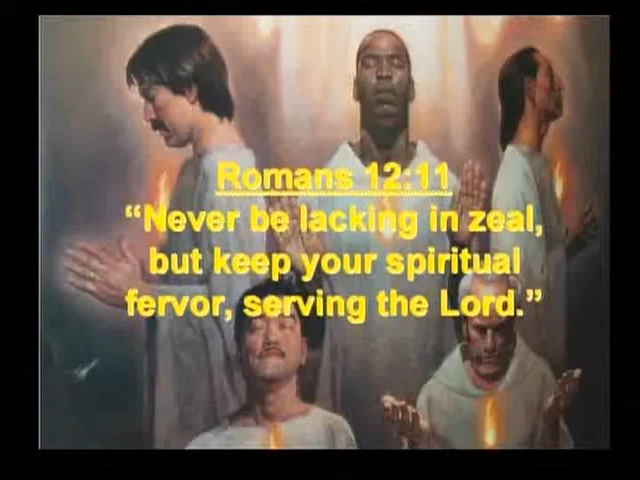 Romans 12:11
“Never be lacking in zeal,
but keep your spiritual
fervor, serving the Lord.”